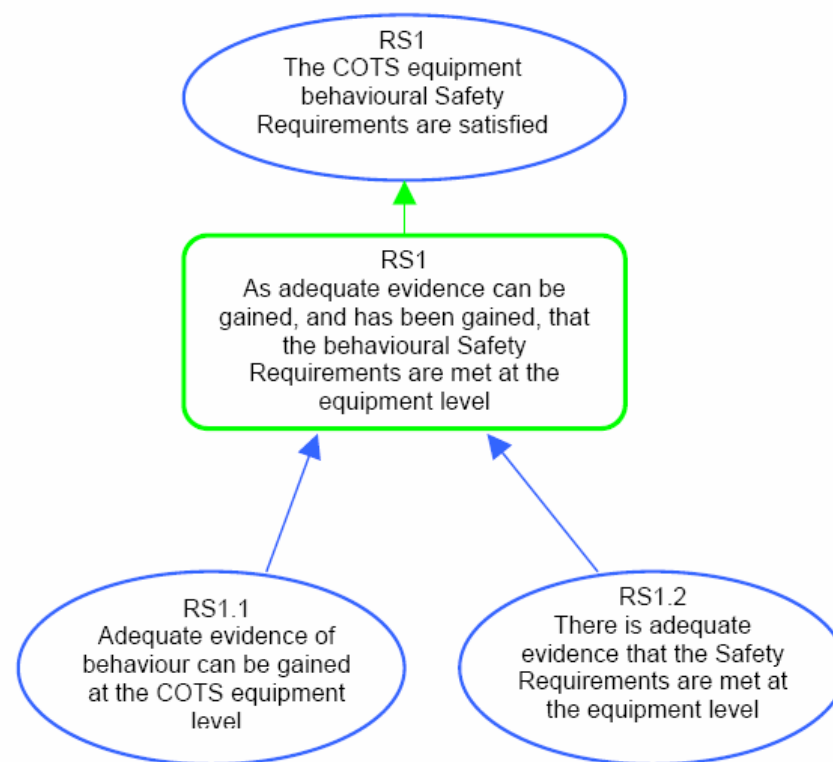 RS1
The COTS equipment
behavioural Safety
Requirements are satisfied
RS1
As adequate evidence can be
gained, and has been gained, that
the behavioural Safety
Requirements are met at the
equipment level
RS1.1
Adequate evidence of
behaviour can be gained
at the COTS equipment
level
RS1.2
There is adequate
evidence that the Safety
Requirements are met at
the equipment level